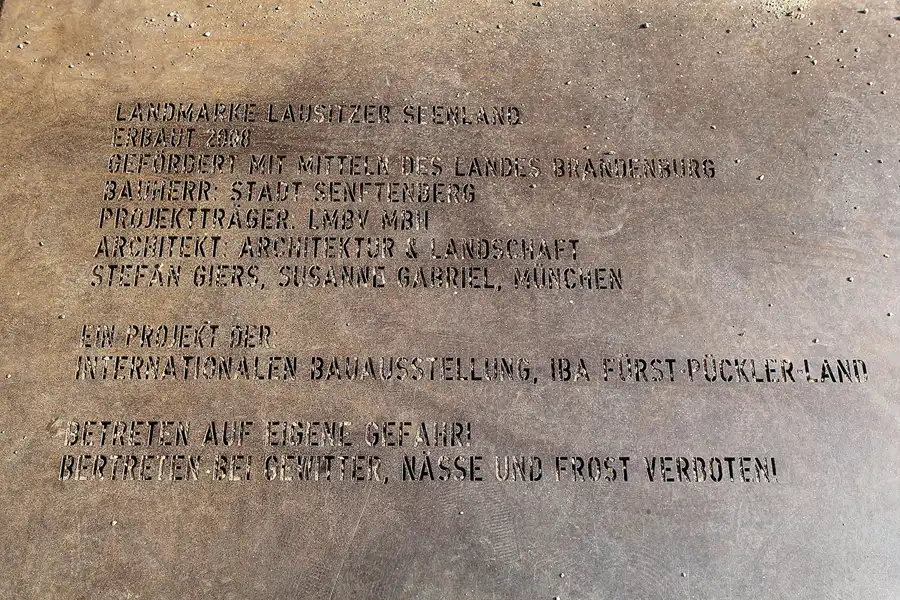 LANDMARKE LAUSITZER SEENLAND
ERBAUT 2008
GEFÖRDERT MIT MITTELN DES LANDES BRANDENBURG
BAUHERR: STADT SENFTENBERG
PROJEKTTRÄGER: LMBV MBH
ARCHITEKT: ARCHITEKTUR & LANDSCHAFT
STEFAN GIERS, SUSANNE GABRIEL, MÜNCHEN
EIN PROJEKT DER
INTERNATIONALEN BAUAUSSTELLUNG, IBA FÜRST-PÜCKLER-LAND
BETRETEN AUF EIGENE GEFAHR!
BERTRETEN BEI GEWITTER, NÄSSE UND FROST VERBOTEN!